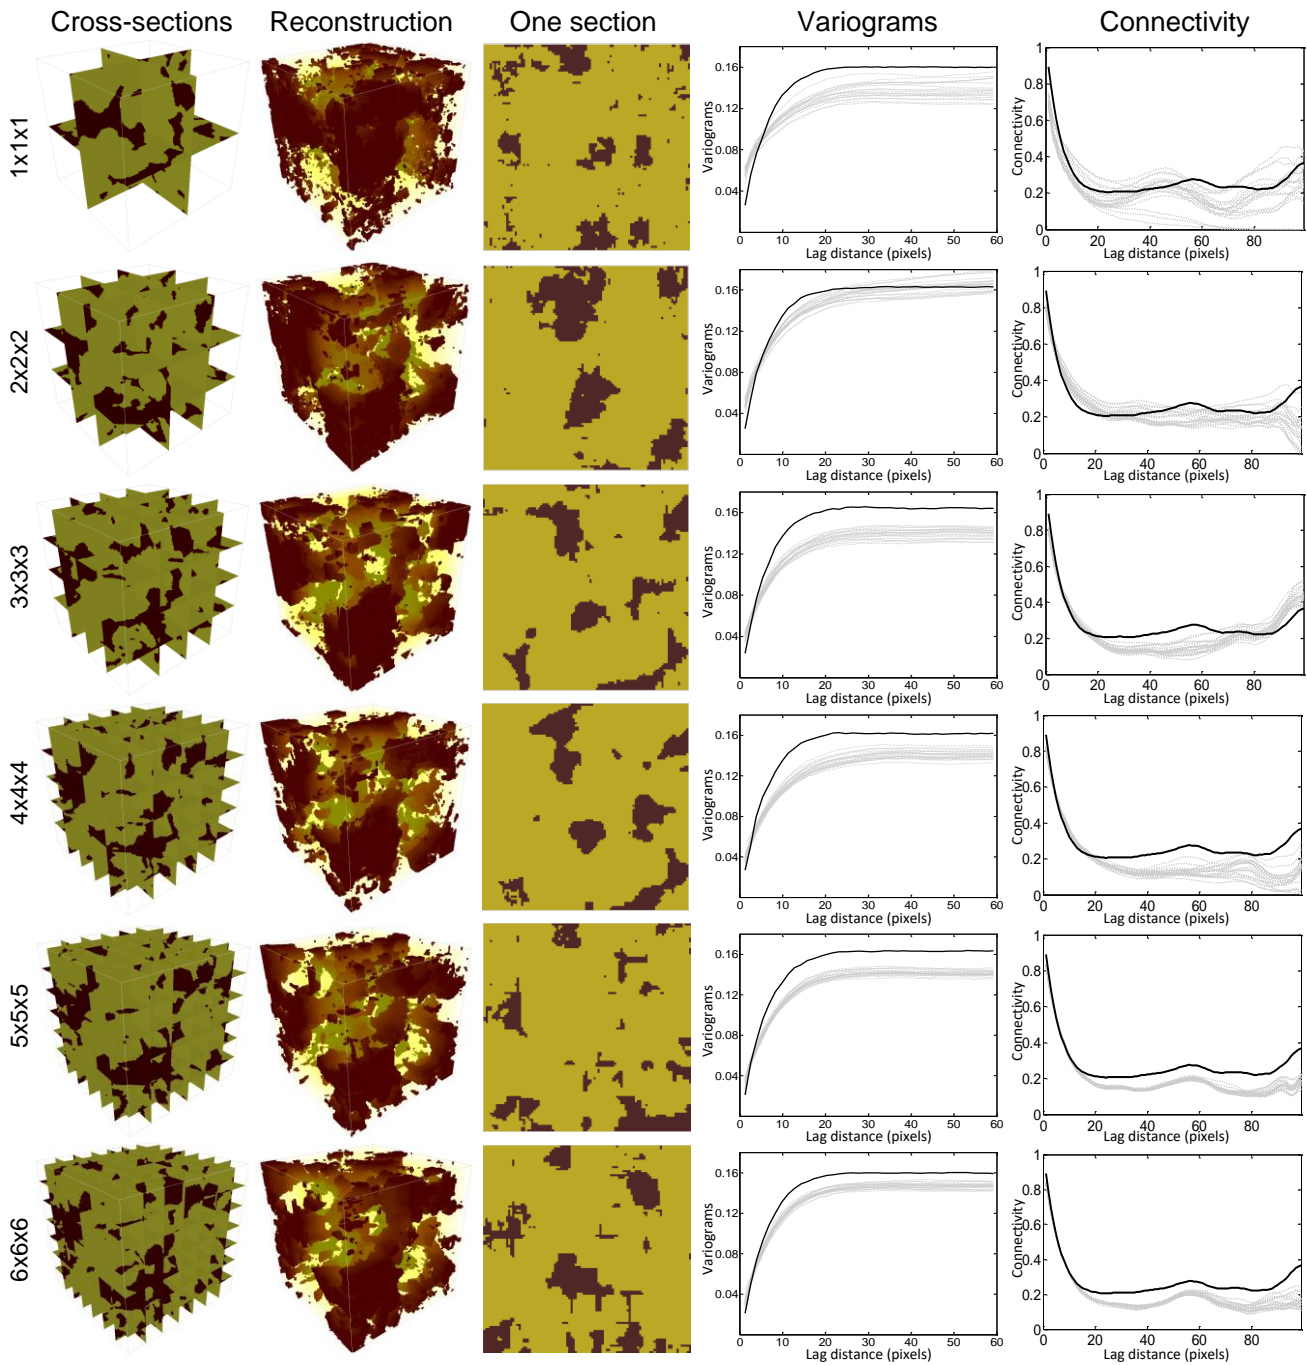 Cross-sections Reconstruction One section Variograms Connectivity
1x1x1
Variograms
0.16
0.12
0.08
0.04
0 10 20 30 40 50 60
Lag distance (pixels)
Connectivity
1
0.8
0.6
0.4
0.2
0
0 20 40 60 80
Lag distance (pixels)
2x2x2
Variograms
0.16
0.12
0.08
0.04
0 10 20 30 40 50 60
Lag distance (pixels)
Connectivity
1
0.8
0.6
0.4
0.2
0
0 20 40 60 80
Lag distance (pixels)
3x3x3
Variograms
0.16
0.12
0.08
0.04
0 10 20 30 40 50 60
Lag distance (pixels)
Connectivity
1
0.8
0.6
0.4
0.2
0
0 20 40 60 80
Lag distance (pixels)
4x4x4
Variograms
0.16
0.12
0.08
0.04
0 10 20 30 40 50 60
Lag distance (pixels)
Connectivity
1
0.8
0.6
0.4
0.2
0
0 20 40 60 80
Lag distance (pixels)
5x5x5
Variograms
0.16
0.12
0.08
0.04
0 10 20 30 40 50 60
Lag distance (pixels)
Connectivity
1
0.8
0.6
0.4
0.2
0
0 20 40 60 80
Lag distance (pixels)
6x6x6
Variograms
0.16
0.12
0.08
0.04
0 10 20 30 40 50 60
Lag distance (pixels)
Connectivity
1
0.8
0.6
0.4
0.2
0
0 20 40 60 80
Lag distance (pixels)